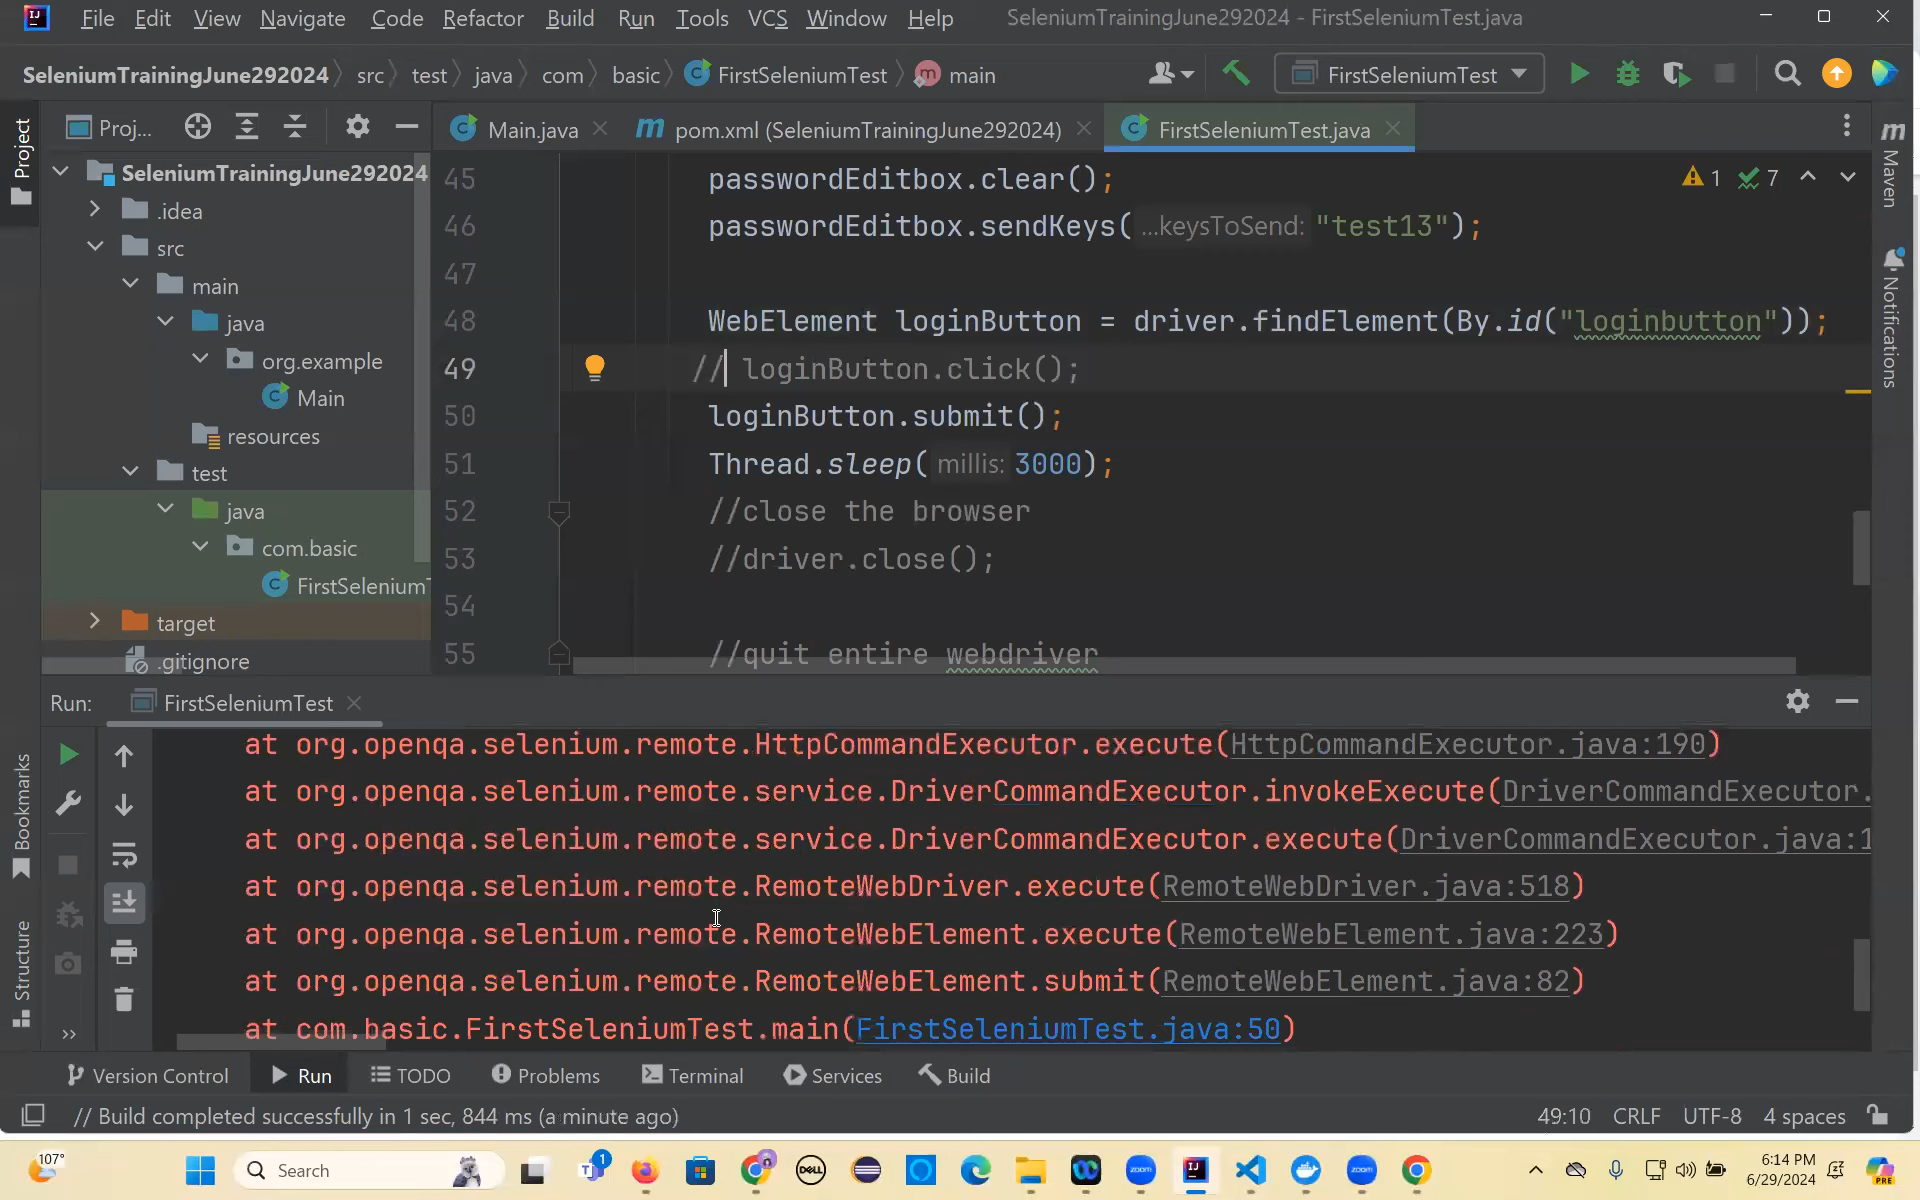 File Edit View Navigate Code Refactor Build Run Tools VCS Window Help SeleniumTrainingJune292024 - FirstSeleniumTest.java
SeleniumTrainingJune292024 src test java com basic FirstSeleniumTest main FirstSeleniumTest
Project
Proj...
Main.java pom.xml (SeleniumTrainingJune292024) FirstSeleniumTest.java
SeleniumTrainingJune292024
.idea
src
main
java
org.example
Main
resources
test
java
com.basic
FirstSelenium
target
.gitignore
45 passwordEditbox.clear();
46 passwordEditbox.sendKeys( ...keysToSend: "test13");
47
48 WebElement loginButton = driver.findElement(By.id("loginbutton"));
49 // loginButton.click();
50 loginButton.submit();
51 Thread.sleep( millis: 3000);
52 //close the browser
53 //driver.close();
54
55 //quit entire webdriver
1 7
Maven
Notifications
Run: FirstSeleniumTest
at org.openqa.selenium.remote.HttpCommandExecutor.execute(HttpCommandExecutor.java:190)
at org.openqa.selenium.remote.service.DriverCommandExecutor.invokeExecute(DriverCommandExecutor.
at org.openqa.selenium.remote.service.DriverCommandExecutor.execute(DriverCommandExecutor.java:1
at org.openqa.selenium.remote.RemoteWebDriver.execute(RemoteWebDriver.java:518)
at org.openqa.selenium.remote.RemoteWebElement.execute(RemoteWebElement.java:223)
at org.openqa.selenium.remote.RemoteWebElement.submit(RemoteWebElement.java:82)
at com.basic.FirstSeleniumTest.main(FirstSeleniumTest.java:50)
Bookmarks
Structure
Version Control Run TODO Problems Terminal Services Build
// Build completed successfully in 1 sec, 844 ms (a minute ago) 49:10 CRLF UTF-8 4 spaces
107°
Search
1
DELL
zoom
zoom
6:14 PM
6/29/2024
PRE